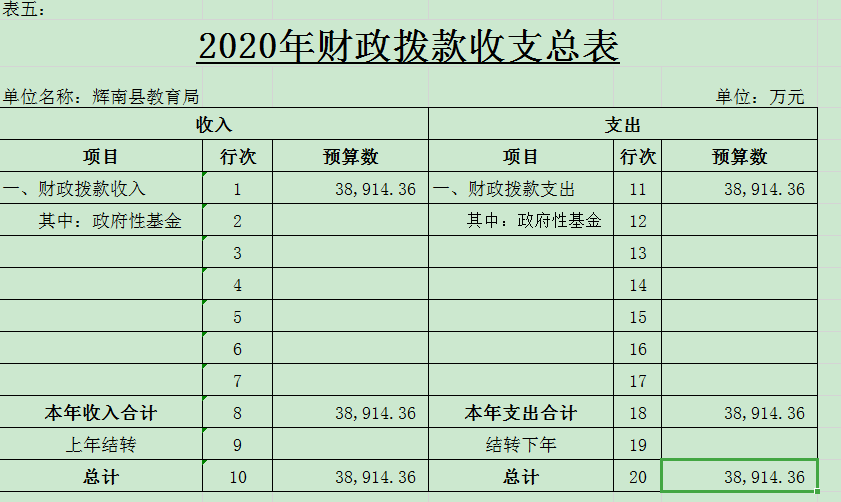 表五：
2020年财政拨款收支总表
单位名称：辉南县教育局 单位：万元
收入 支出
项目 行次 预算数 项目 行次 预算数
一、财政拨款收入 1 38,914.36 一、财政拨款支出 11 38,914.36
其中：政府性基金 2 其中：政府性基金 12
3 13
4 14
5 15
6 16
7 17
本年收入合计 8 38,914.36 本年支出合计 18 38,914.36
上年结转 9 结转下年 19
总计 10 38,914.36 总计 20 38,914.36